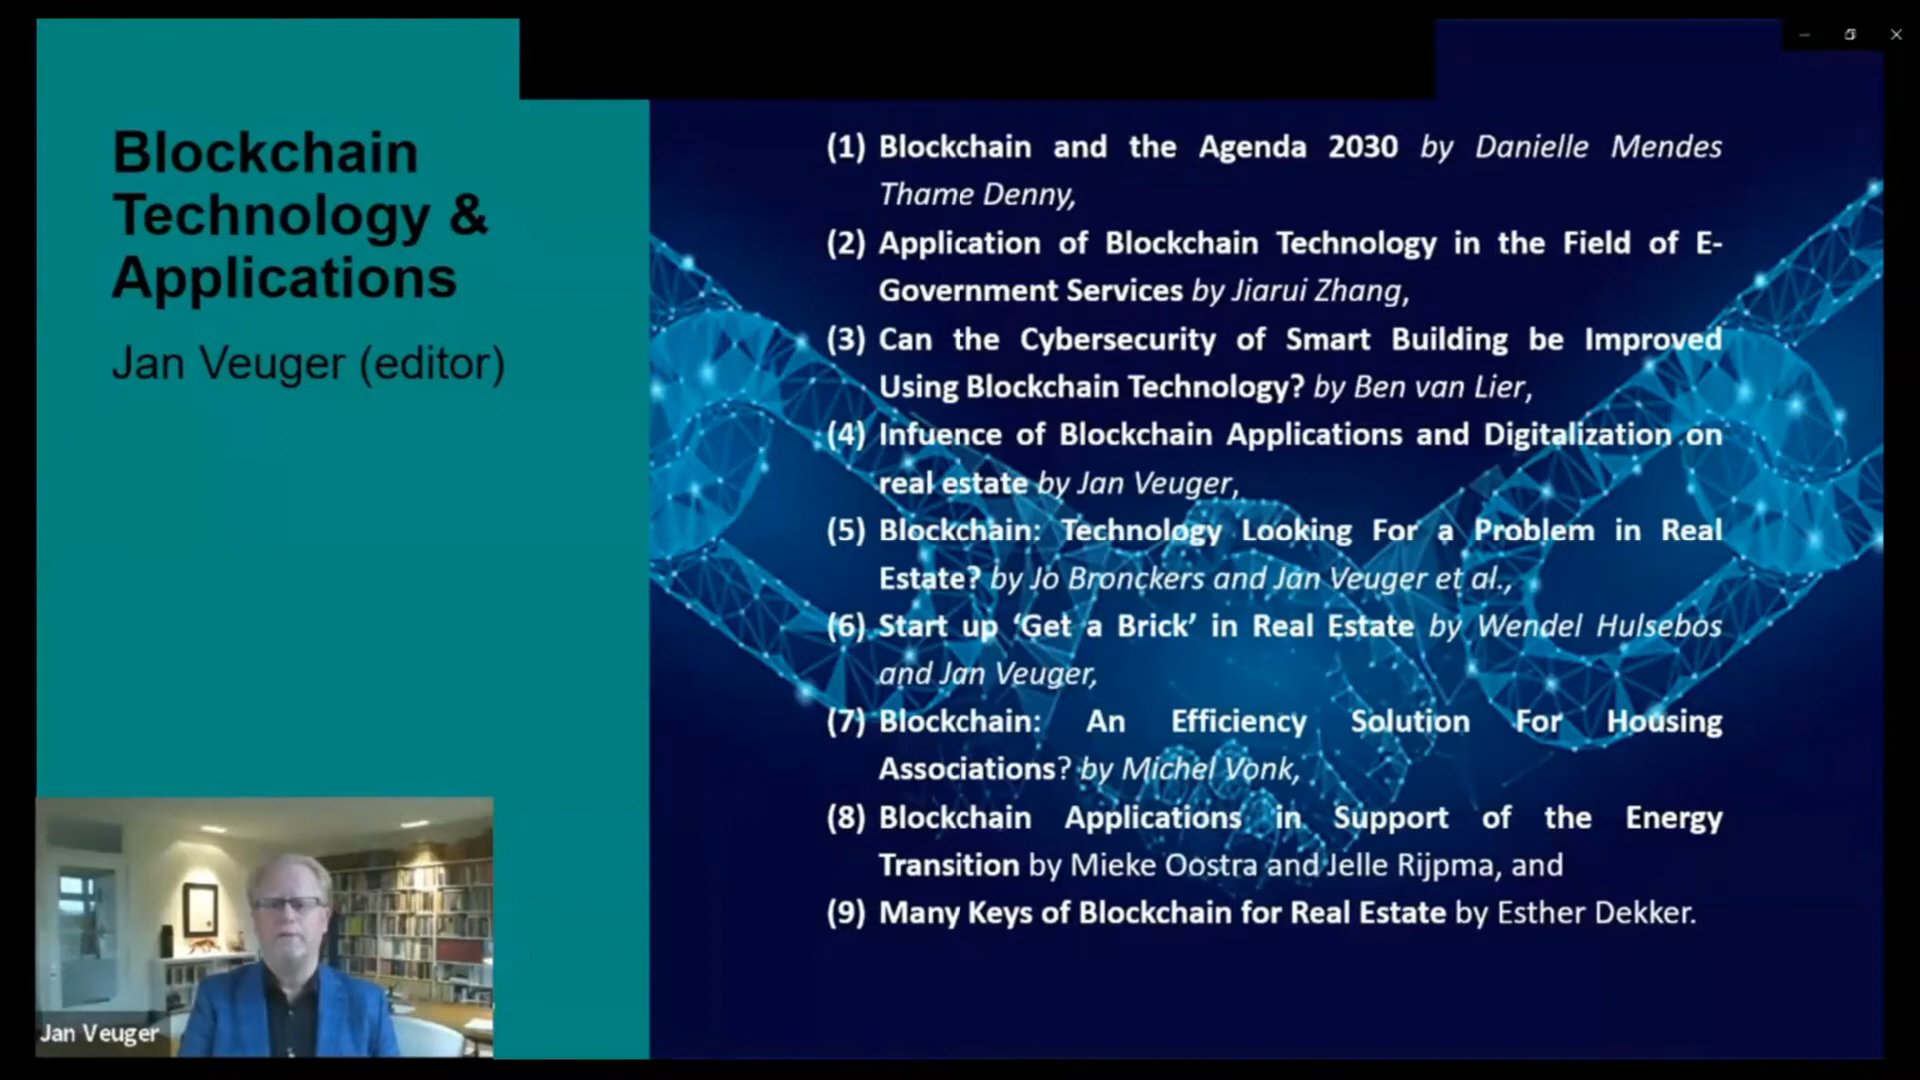 Blockchain
Technology &
Applications
Jan Veuger (editor)
(1) Blockchain and the Agenda 2030 by Danielle Mendes
Thame Denny,
(2) Application of Blockchain Technology in the Field of E-
Government Services by Jiarui Zhang,
(3) Can the Cybersecurity of Smart Building be Improved
Using Blockchain Technology? by Ben van Lier,
(4) Infuence of Blockchain Applications and Digitalization on
real estate by Jan Veuger,
(5) Blockchain: Technology Looking For a Problem in Real
Estate? by Jo Bronckers and Jan Veuger et al.,
(6) Start up ‘Get a Brick’ in Real Estate by Wendel Hulsebos
and Jan Veuger,
(7) Blockchain: An Efficiency Solution For Housing
Associations? by Michel Vonk,
(8) Blockchain Applications in Support of the Energy
Transition by Mieke Oostra and Jelle Rijpma, and
(9) Many Keys of Blockchain for Real Estate by Esther Dekker.
Jan Veuger